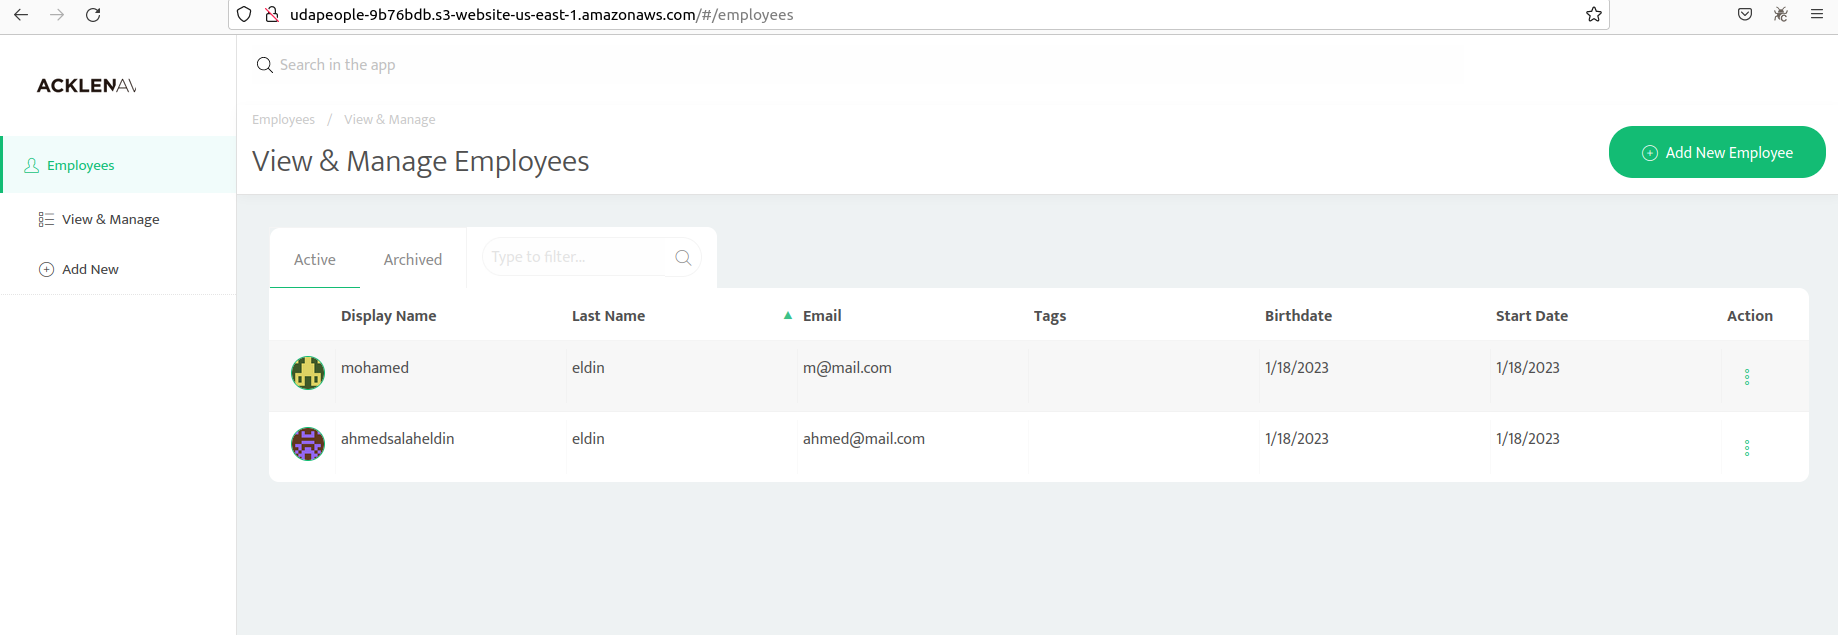 udapeople-9b76bdb.s3-website-us-east-1.amazonaws.com/#/employees
Search in the app
ACKLENAV
Employees / View & Manage
View & Manage Employees
Add New Employee
Employees
View & Manage
Add New
Active Archived Type to filter...
Display Name Last Name Email Tags Birthdate Start Date Action
mohamed eldin m@mail.com 1/18/2023 1/18/2023
ahmedsalaheldin eldin ahmed@mail.com 1/18/2023 1/18/2023